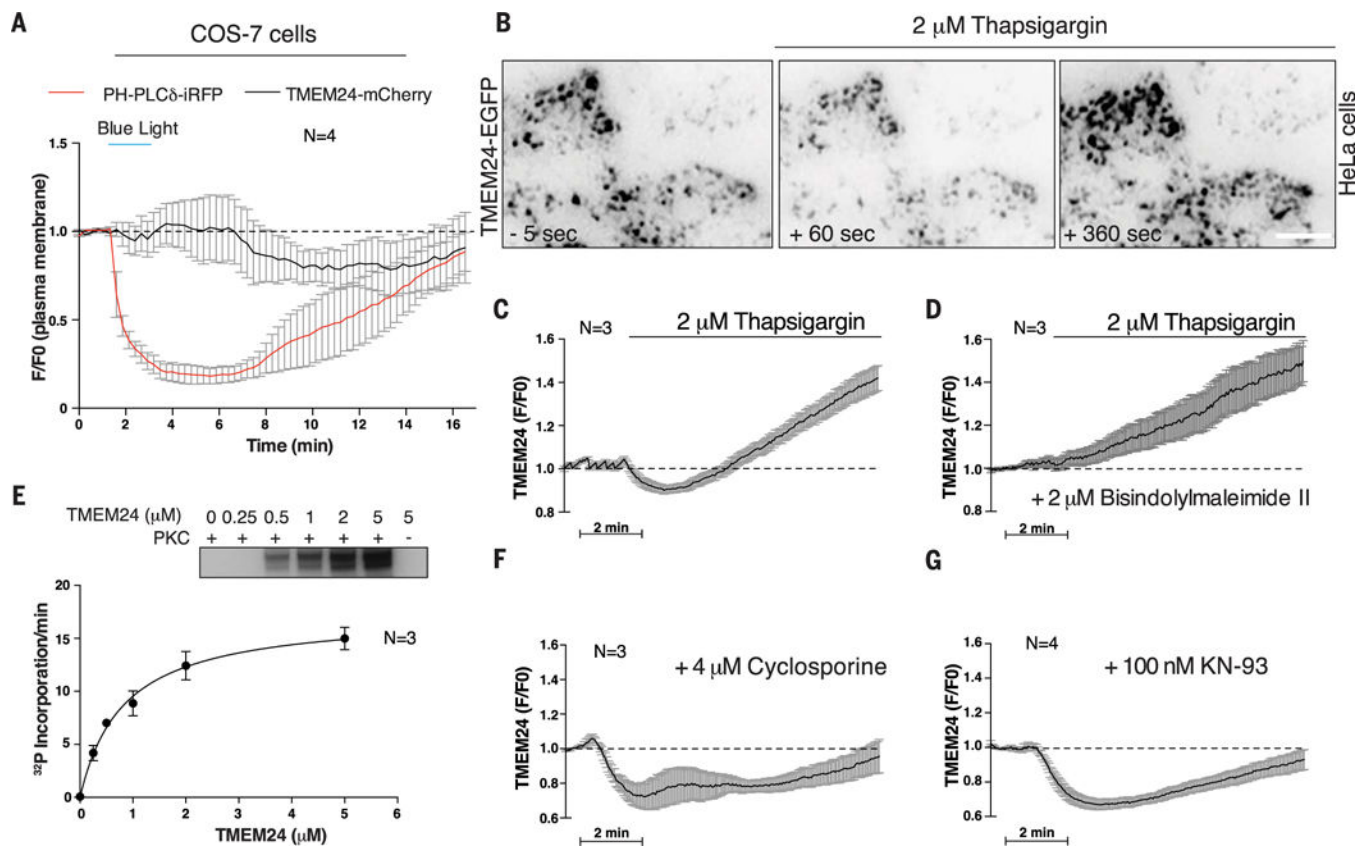 A
COS-7 cells
PH-PLCδ-iRFP
TMEM24-mCherry
Blue Light
N=4
1.5
1.0
0.5
0
F/F0 (plasma membrane)
0 2 4 6 8 10 12 14 16
Time (min)
B
2 μM Thapsigargin
TMEM24-EGFP
- 5 sec
+ 60 sec
+ 360 sec
HeLa cells
C
N=3
2 μM Thapsigargin
1.6
1.4
1.2
1.0
0.8
TMEM24 (F/F0)
2 min
D
N=3
2 μM Thapsigargin
1.6
1.4
1.2
1.0
0.8
TMEM24 (F/F0)
+ 2 μM Bisindolylmaleimide II
2 min
E
TMEM24 (μM) 0 0.25 0.5 1 2 5 5
PKC + + + + + + -
20
15
10
5
0
32P Incorporation/min
N=3
0 1 2 3 4 5 6
TMEM24 (μM)
F
N=3
+ 4 μM Cyclosporine
1.6
1.4
1.2
1.0
0.8
0.6
TMEM24 (F/F0)
2 min
G
N=4
+ 100 nM KN-93
1.6
1.4
1.2
1.0
0.8
0.6
TMEM24 (F/F0)
2 min